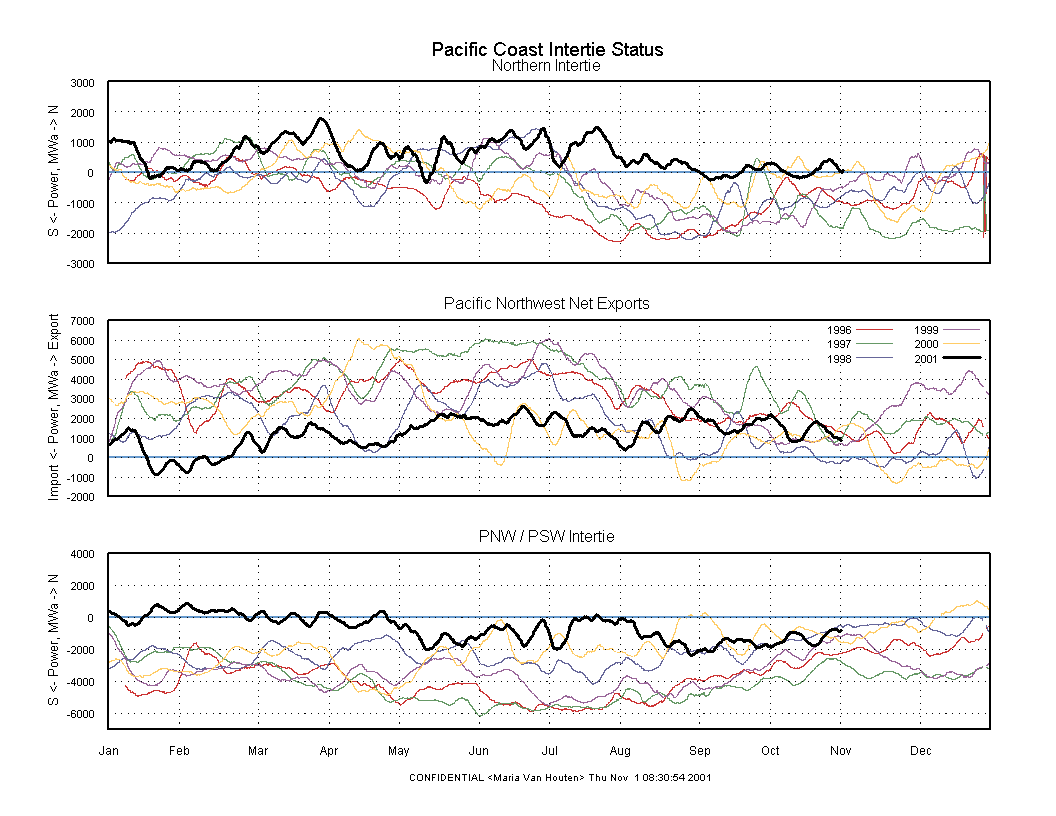 Pacific Coast Intertie Status
Northern Intertie
S <- Power, MWa -> N
3000
2000
1000
0
-1000
-2000
-3000
Pacific Northwest Net Exports
Import <- Power, MWa -> Export
7000
6000
5000
4000
3000
2000
1000
0
-1000
-2000
1996 1999
1997 2000
1998 2001
PNW / PSW Intertie
S <- Power, MWa -> N
4000
2000
0
-2000
-4000
-6000
Jan Feb Mar Apr May Jun Jul Aug Sep Oct Nov Dec
CONFIDENTIAL <Maria Van Houten> Thu Nov 1 08:30:54 2001